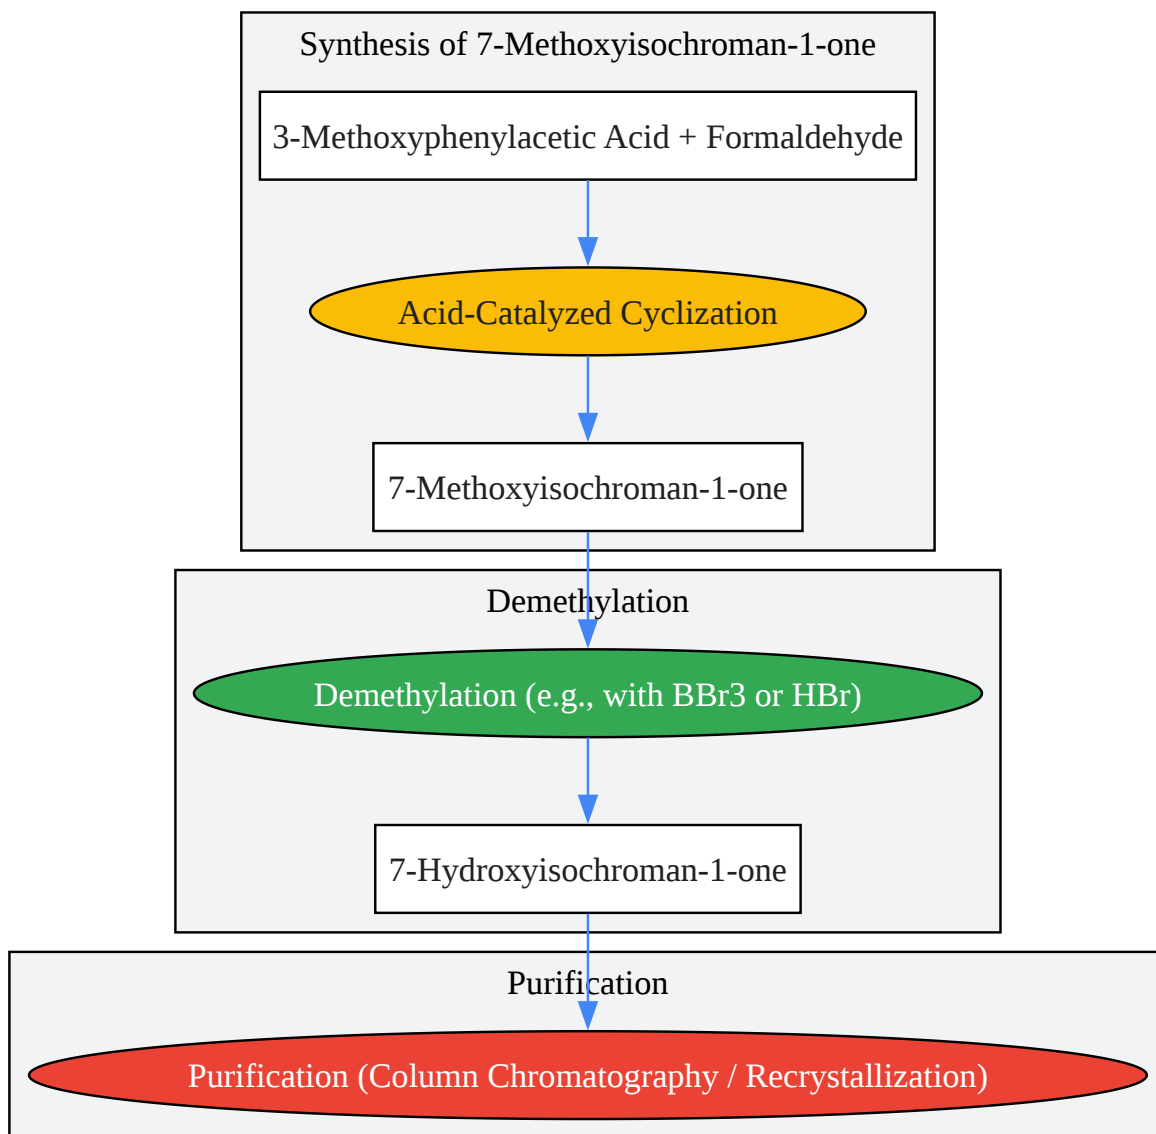 Synthesis of 7-Methoxyisochroman-1-one
3-Methoxyphenylacetic Acid + Formaldehyde
Acid-Catalyzed Cyclization
7-Methoxyisochroman-1-one
Demethylation
Demethylation (e.g., with BBr3 or HBr)
7-Hydroxyisochroman-1-one
Purification
Purification (Column Chromatography / Recrystallization)